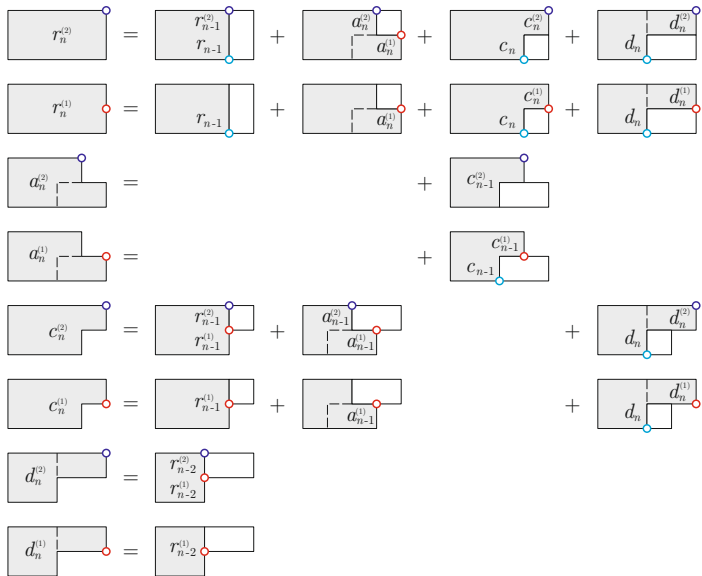 r_n^{(2)} = r_{n-1}^{(2)} r_{n-1} + a_n^{(2)} a_n^{(1)} + c_n^{(2)} c_n + d_n^{(2)} d_n
r_n^{(1)} = r_{n-1} + a_n^{(1)} + c_n^{(1)} c_n + d_n^{(1)} d_n
a_n^{(2)} = + c_{n-1}^{(2)}
a_n^{(1)} = + c_{n-1}^{(1)} c_{n-1}
c_n^{(2)} = r_{n-1}^{(2)} r_{n-1}^{(1)} + a_{n-1}^{(2)} a_{n-1}^{(1)} + d_n^{(2)} d_n
c_n^{(1)} = r_{n-1}^{(1)} + a_{n-1}^{(1)} + d_n^{(1)} d_n
d_n^{(2)} = r_{n-2}^{(2)} r_{n-2}^{(1)}
d_n^{(1)} = r_{n-2}^{(1)}